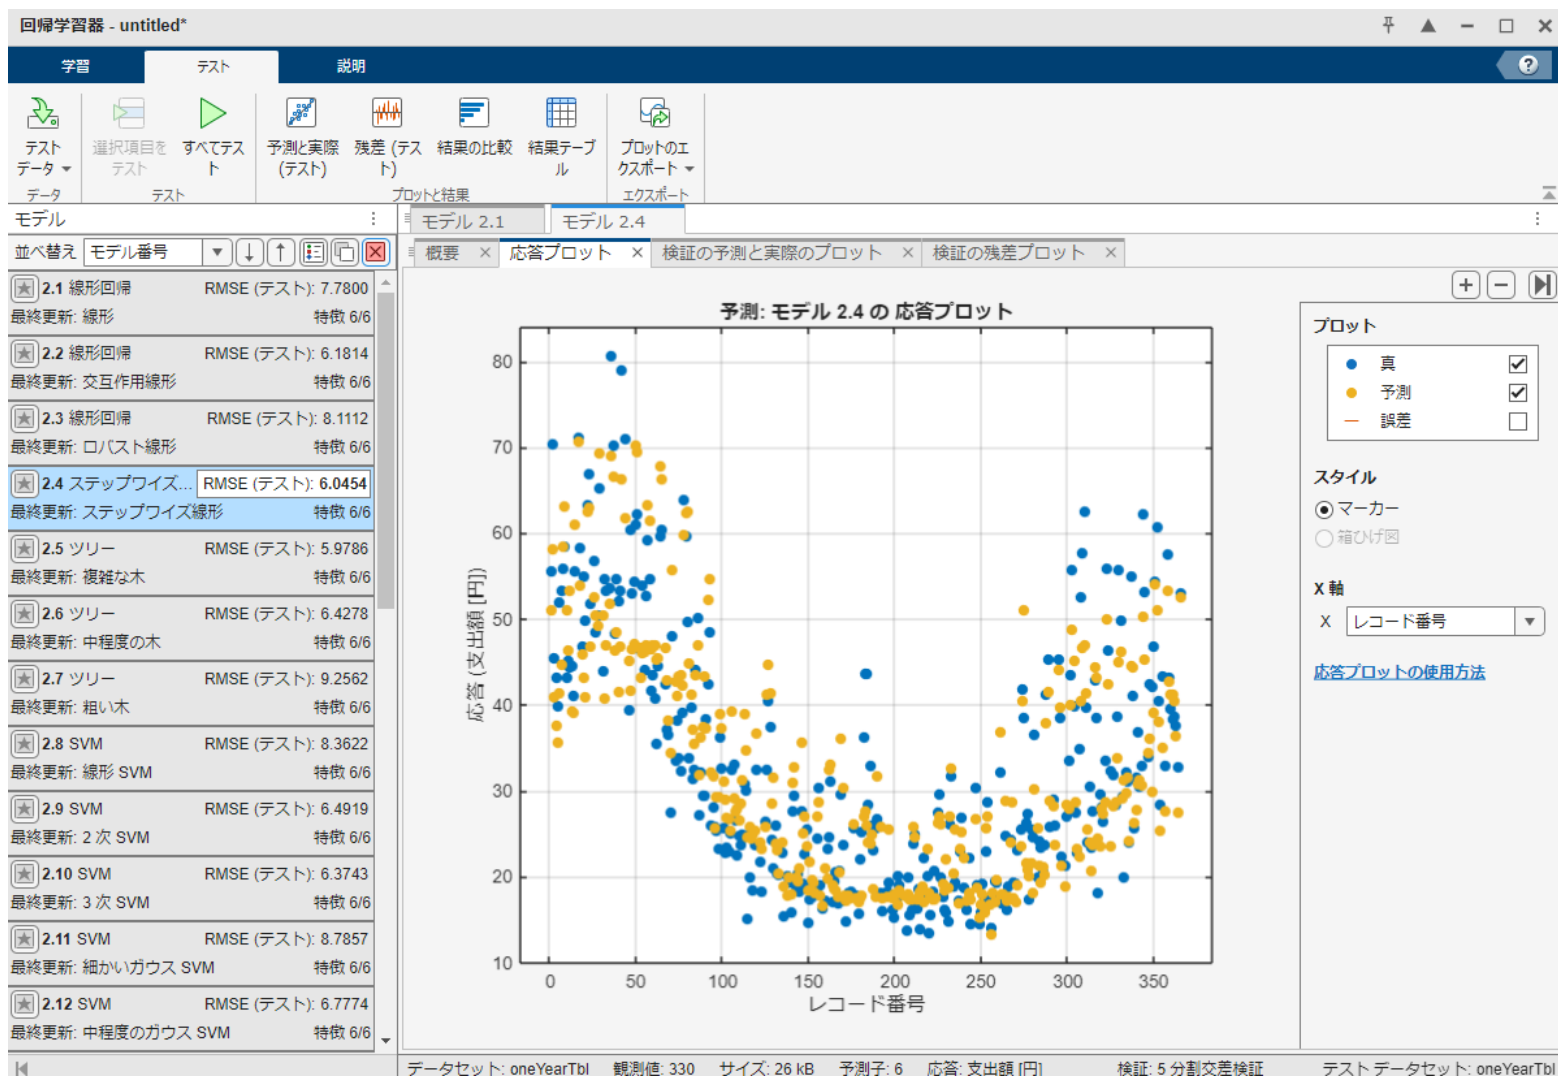 回帰学習器 - untitled*
学習
テスト
説明
テスト
データ
選択項目を
テスト
すべてテス
ト
予測と実際
(テスト)
残差 (テス
ト)
結果の比較
結果テーブ
ル
プロットのエ
クスポート
データ
テスト
プロットと結果
エクスポート
モデル
並べ替え モデル番号
2.1 線形回帰 RMSE (テスト): 7.7800
最終更新: 線形 特徴 6/6
2.2 線形回帰 RMSE (テスト): 6.1814
最終更新: 交互作用線形 特徴 6/6
2.3 線形回帰 RMSE (テスト): 8.1112
最終更新: ロバスト線形 特徴 6/6
2.4 ステップワイズ... RMSE (テスト): 6.0454
最終更新: ステップワイズ線形 特徴 6/6
2.5 ツリー RMSE (テスト): 5.9786
最終更新: 複雑な木 特徴 6/6
2.6 ツリー RMSE (テスト): 6.4278
最終更新: 中程度の木 特徴 6/6
2.7 ツリー RMSE (テスト): 9.2562
最終更新: 粗い木 特徴 6/6
2.8 SVM RMSE (テスト): 8.3622
最終更新: 線形 SVM 特徴 6/6
2.9 SVM RMSE (テスト): 6.4919
最終更新: 2 次 SVM 特徴 6/6
2.10 SVM RMSE (テスト): 6.3743
最終更新: 3 次 SVM 特徴 6/6
2.11 SVM RMSE (テスト): 8.7857
最終更新: 細かいガウス SVM 特徴 6/6
2.12 SVM RMSE (テスト): 6.7774
最終更新: 中程度のガウス SVM 特徴 6/6
モデル 2.1
モデル 2.4
概要
応答プロット
検証の予測と実際のプロット
検証の残差プロット
予測: モデル 2.4 の 応答プロット
80
70
60
50
40
30
20
10
応答 (支出額 [円])
0 50 100 150 200 250 300 350
レコード番号
プロット
真
予測
誤差
スタイル
マーカー
箱ひげ図
X 軸
X レコード番号
応答プロットの使用方法
データセット: oneYearTbl 観測値: 330 サイズ: 26 kB 予測子: 6 応答: 支出額 [円] 検証: 5 分割交差検証 テスト データセット: oneYearTbl